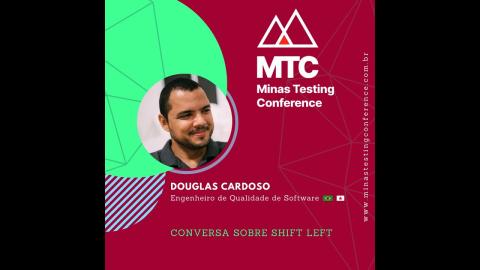 MTC
Minas Testing
Conference
DOUGLAS CARDOSO
Engenheiro de Qualidade de Software
CONVERSA SOBRE SHIFT LEFT
www.minastestingconference.com.br